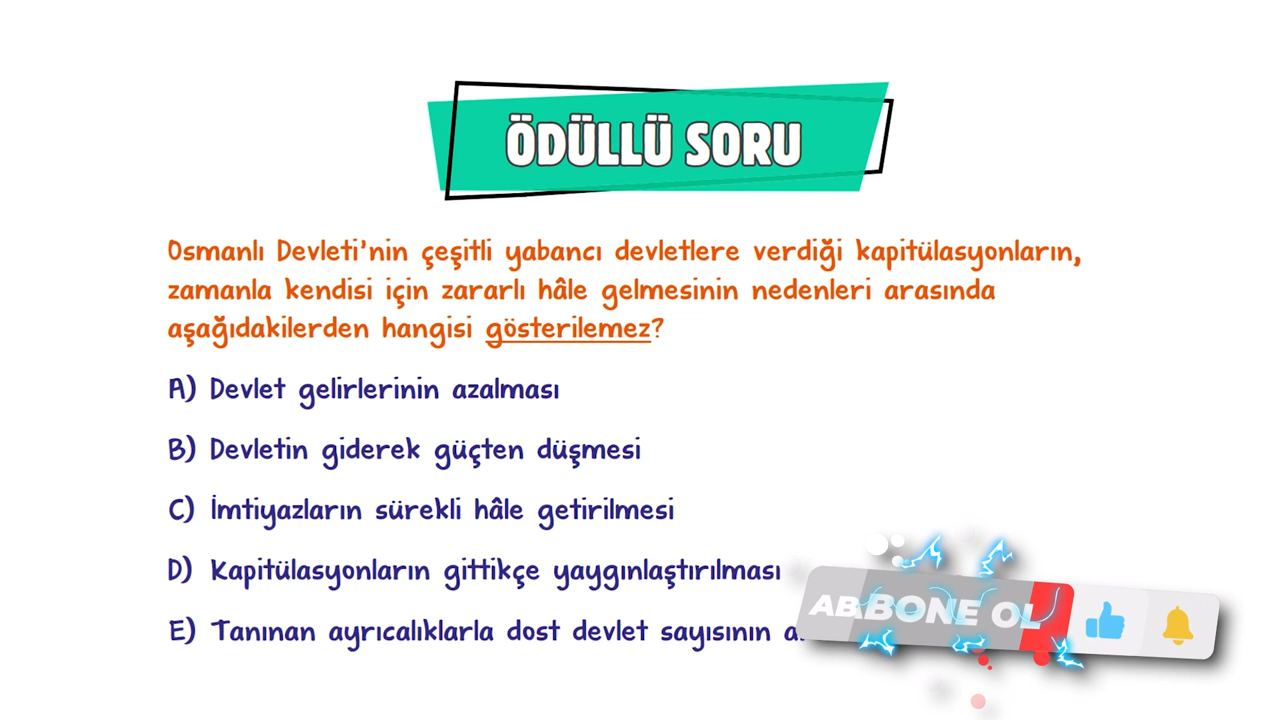 ÖDÜLLÜ SORU
Osmanlı Devleti'nin çeşitli yabancı devletlere verdiği kapitülasyonların,
zamanla kendisi için zararlı hâle gelmesinin nedenleri arasında
aşağıdakilerden hangisi gösterilemez?
A) Devlet gelirlerinin azalması
B) Devletin giderek güçten düşmesi
C) İmtiyazların sürekli hâle getirilmesi
D) Kapitülasyonların gittikçe yaygınlaştırılması
E) Tanınan ayrıcalıklarla dost devlet sayısının
OL